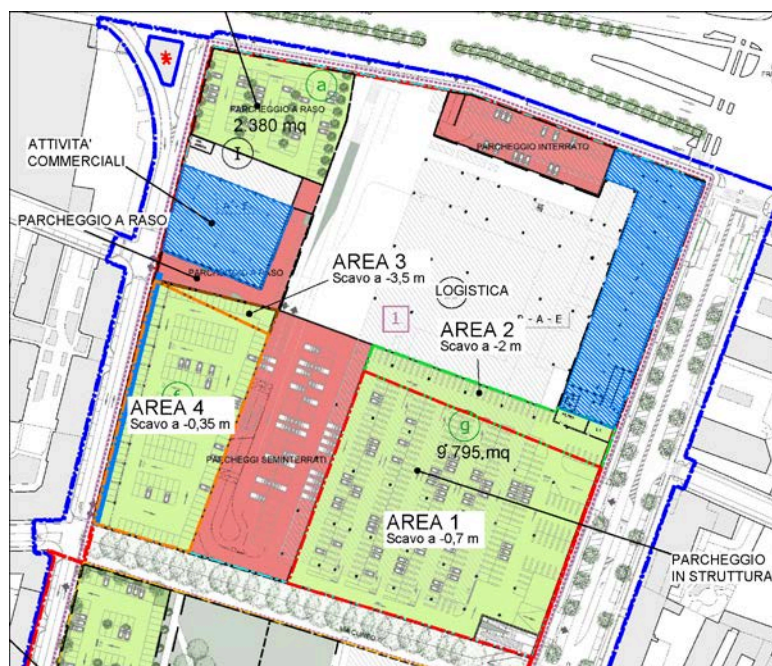 PARCHEGGIO A RASO
a
2.380 mq
I
ATTIVITA'
COMMERCIALI
PARCHEGGIO INTERRATO
PARCHEGGIO A RASO
AREA 3
Scavo a -3,5 m
LOGISTICA
1
AREA 2
Scavo a -2 m
AREA 4
Scavo a -0,35 m
g
9.795 mq
PARCHEGGI SEMINTERRATI
AREA 1
Scavo a -0,7 m
PARCHEGGIO
IN STRUTTURA